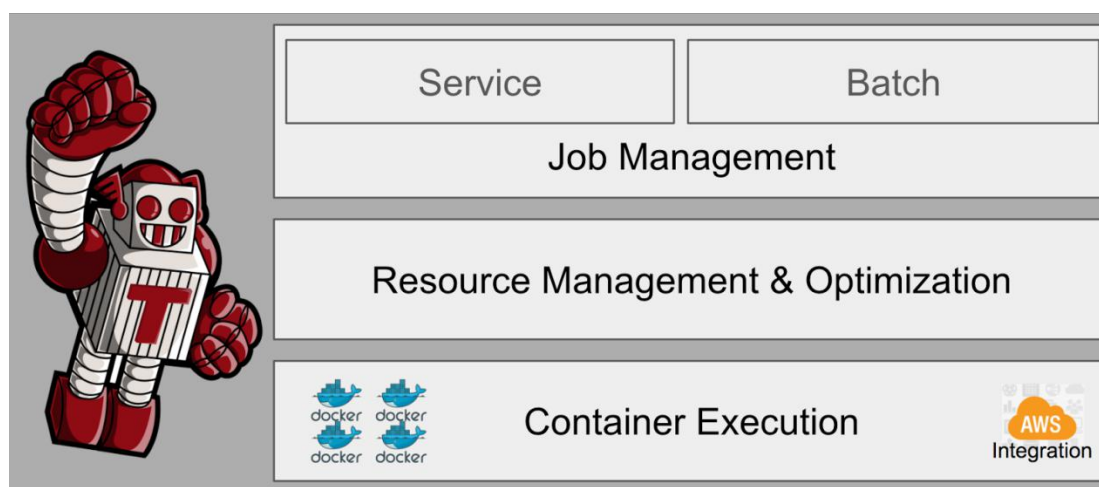 Service
Batch
Job Management
T
Resource Management & Optimization
docker docker
docker docker
Container Execution
AWS
Integration